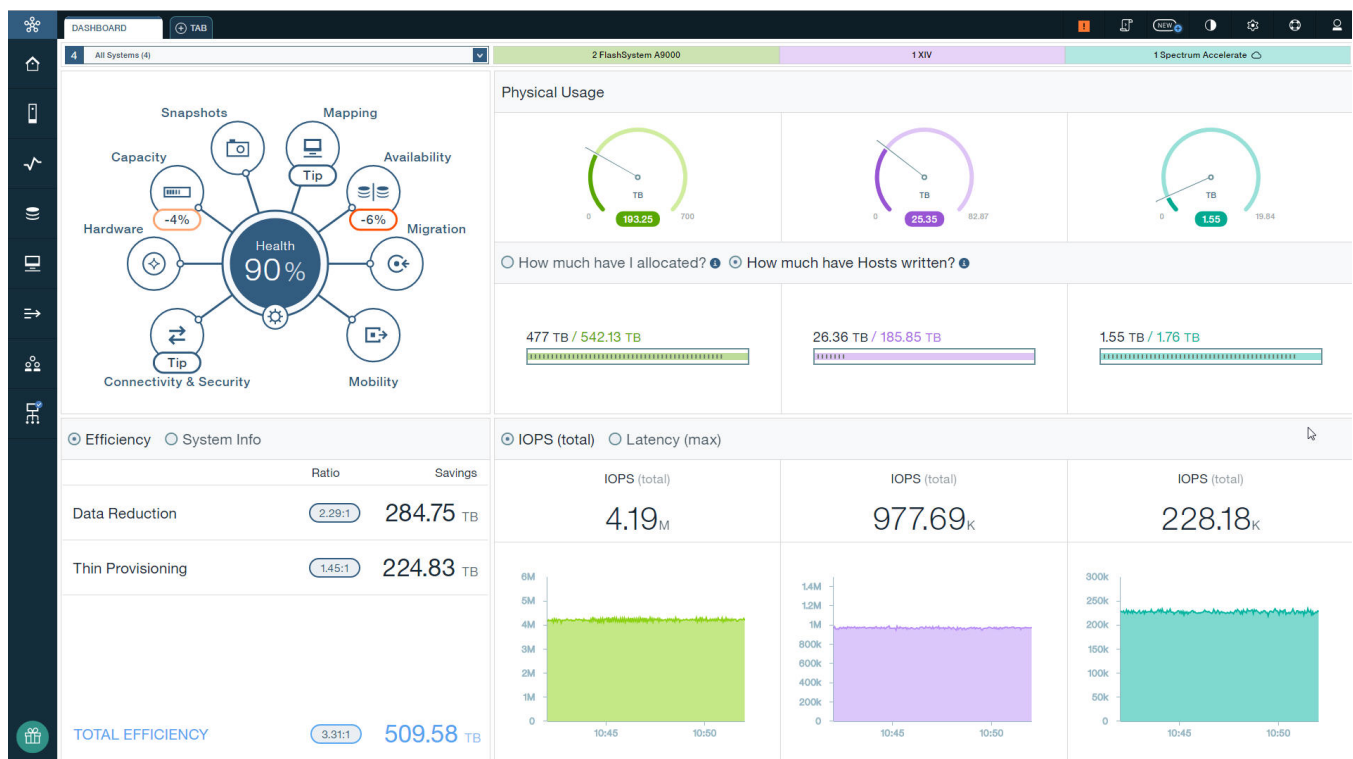 DASHBOARD
TAB
!
NEW
4 All Systems (4)
2 FlashSystem A9000
1 XIV
1 Spectrum Accelerate
Snapshots
Mapping
Tip
Capacity
-4%
Availability
-6%
Hardware
Migration
Health
90%
Tip
Connectivity & Security
Mobility
Physical Usage
TB
0 193.25 700
TB
0 25.35 82.87
TB
0 1.55 19.84
How much have I allocated? How much have Hosts written?
477 TB / 542.13 TB
26.36 TB / 185.85 TB
1.55 TB / 1.76 TB
Efficiency System Info
Ratio Savings
Data Reduction 2.29:1 284.75 TB
Thin Provisioning 1.45:1 224.83 TB
TOTAL EFFICIENCY 3.31:1 509.58 TB
IOPS (total) Latency (max)
IOPS (total)
4.19M
6M
5M
4M
3M
2M
1M
0
10:45 10:50
IOPS (total)
977.69K
1.4M
1.2M
1M
800k
600k
400k
200k
0
10:45 10:50
IOPS (total)
228.18K
300k
250k
200k
150k
100k
50k
0
10:45 10:50